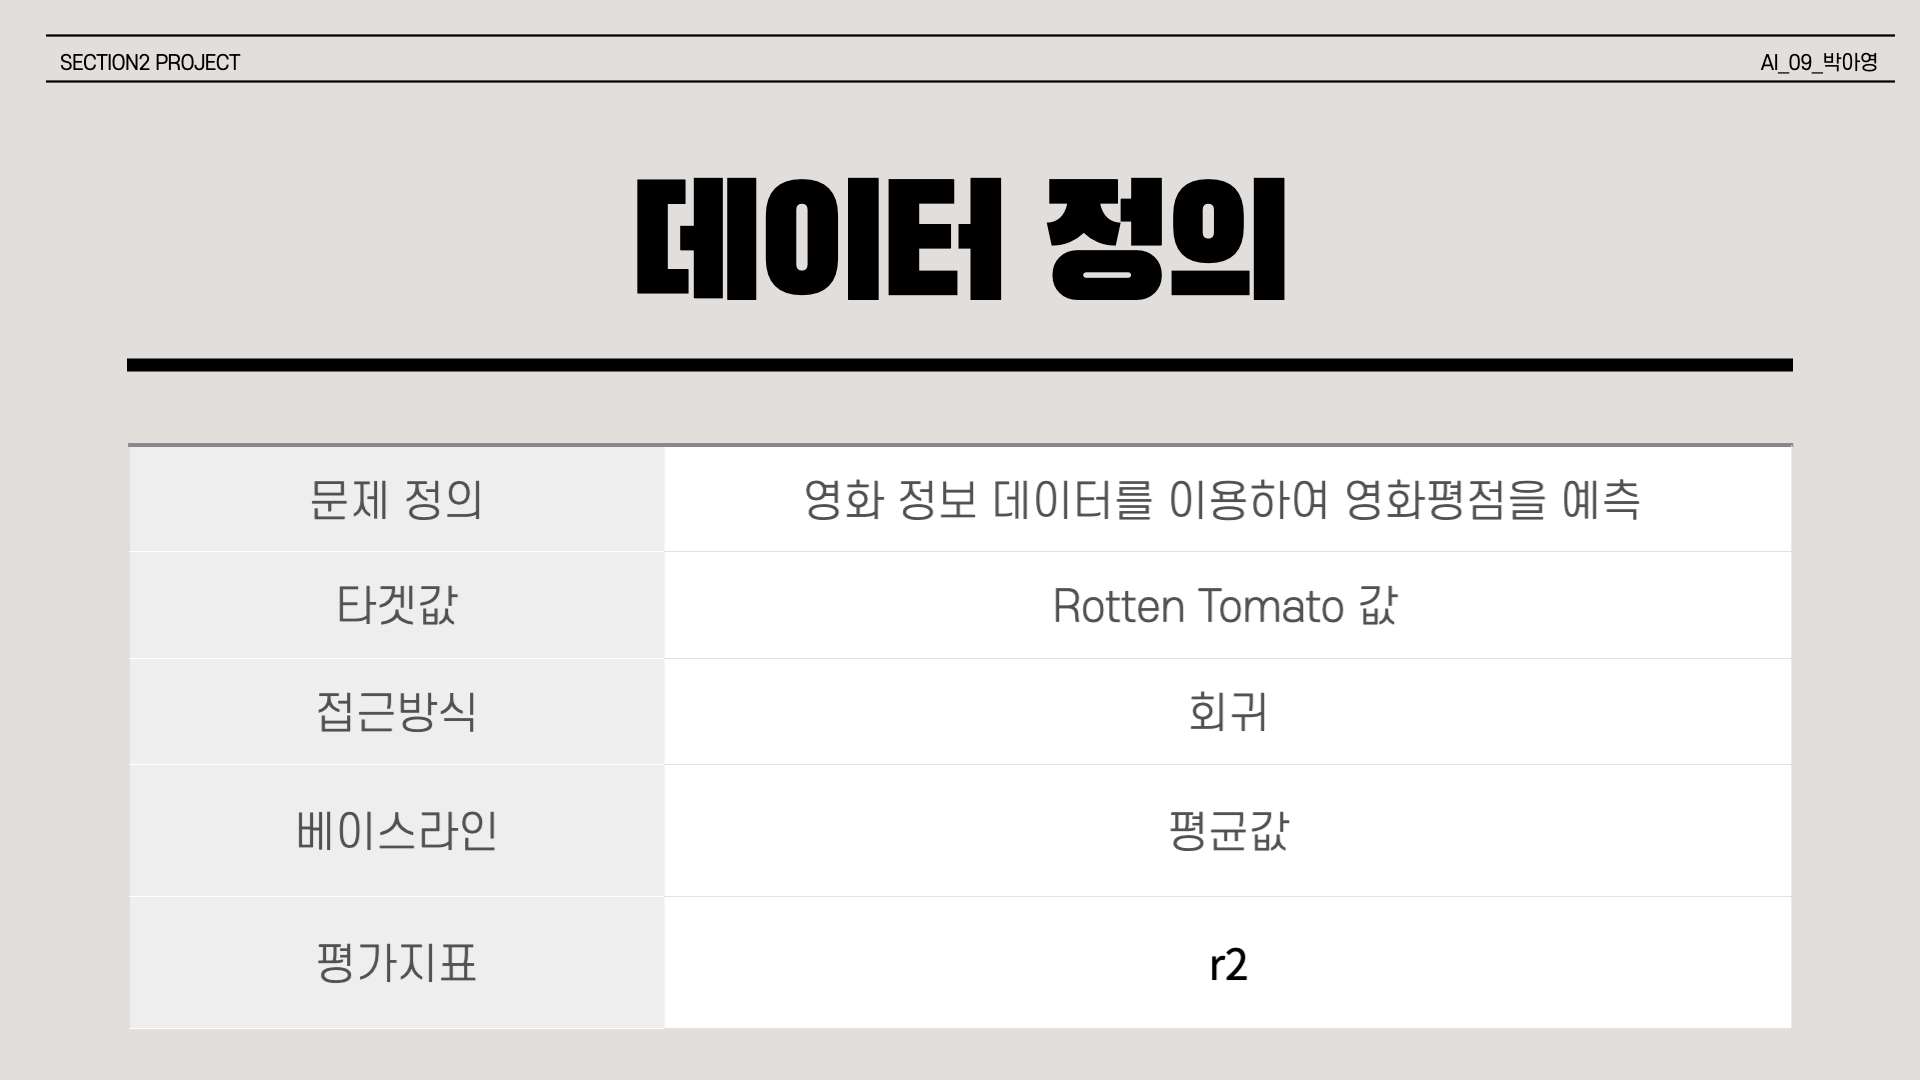 SECTION2 PROJECT
AI_09_박아영
데이터 정의
문제 정의
영화 정보 데이터를 이용하여 영화평점을 예측
타겟값
Rotten Tomato 값
접근방식
회귀
베이스라인
평균값
평가지표
r2